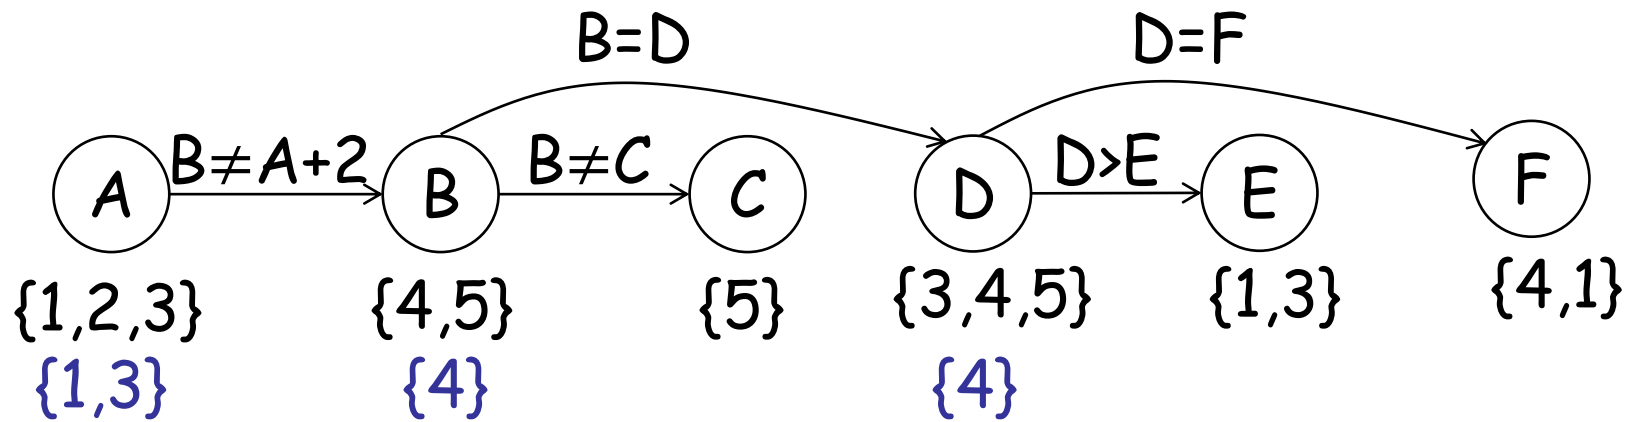 B=D D=F
B≠A+2 B≠C D>E
A B C D E F
{1,2,3} {4,5} {5} {3,4,5} {1,3} {4,1}
{1,3} {4} {4}